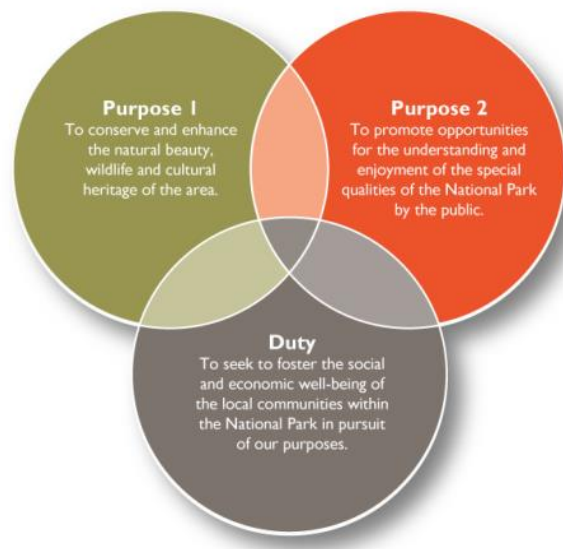 Purpose 1
To conserve and enhance
the natural beauty,
wildlife and cultural
heritage of the area.
Purpose 2
To promote opportunities
for the understanding and
enjoyment of the special
qualities of the National Park
by the public.
Duty
To seek to foster the social
and economic well-being of
the local communities within
the National Park in pursuit
of our purposes.